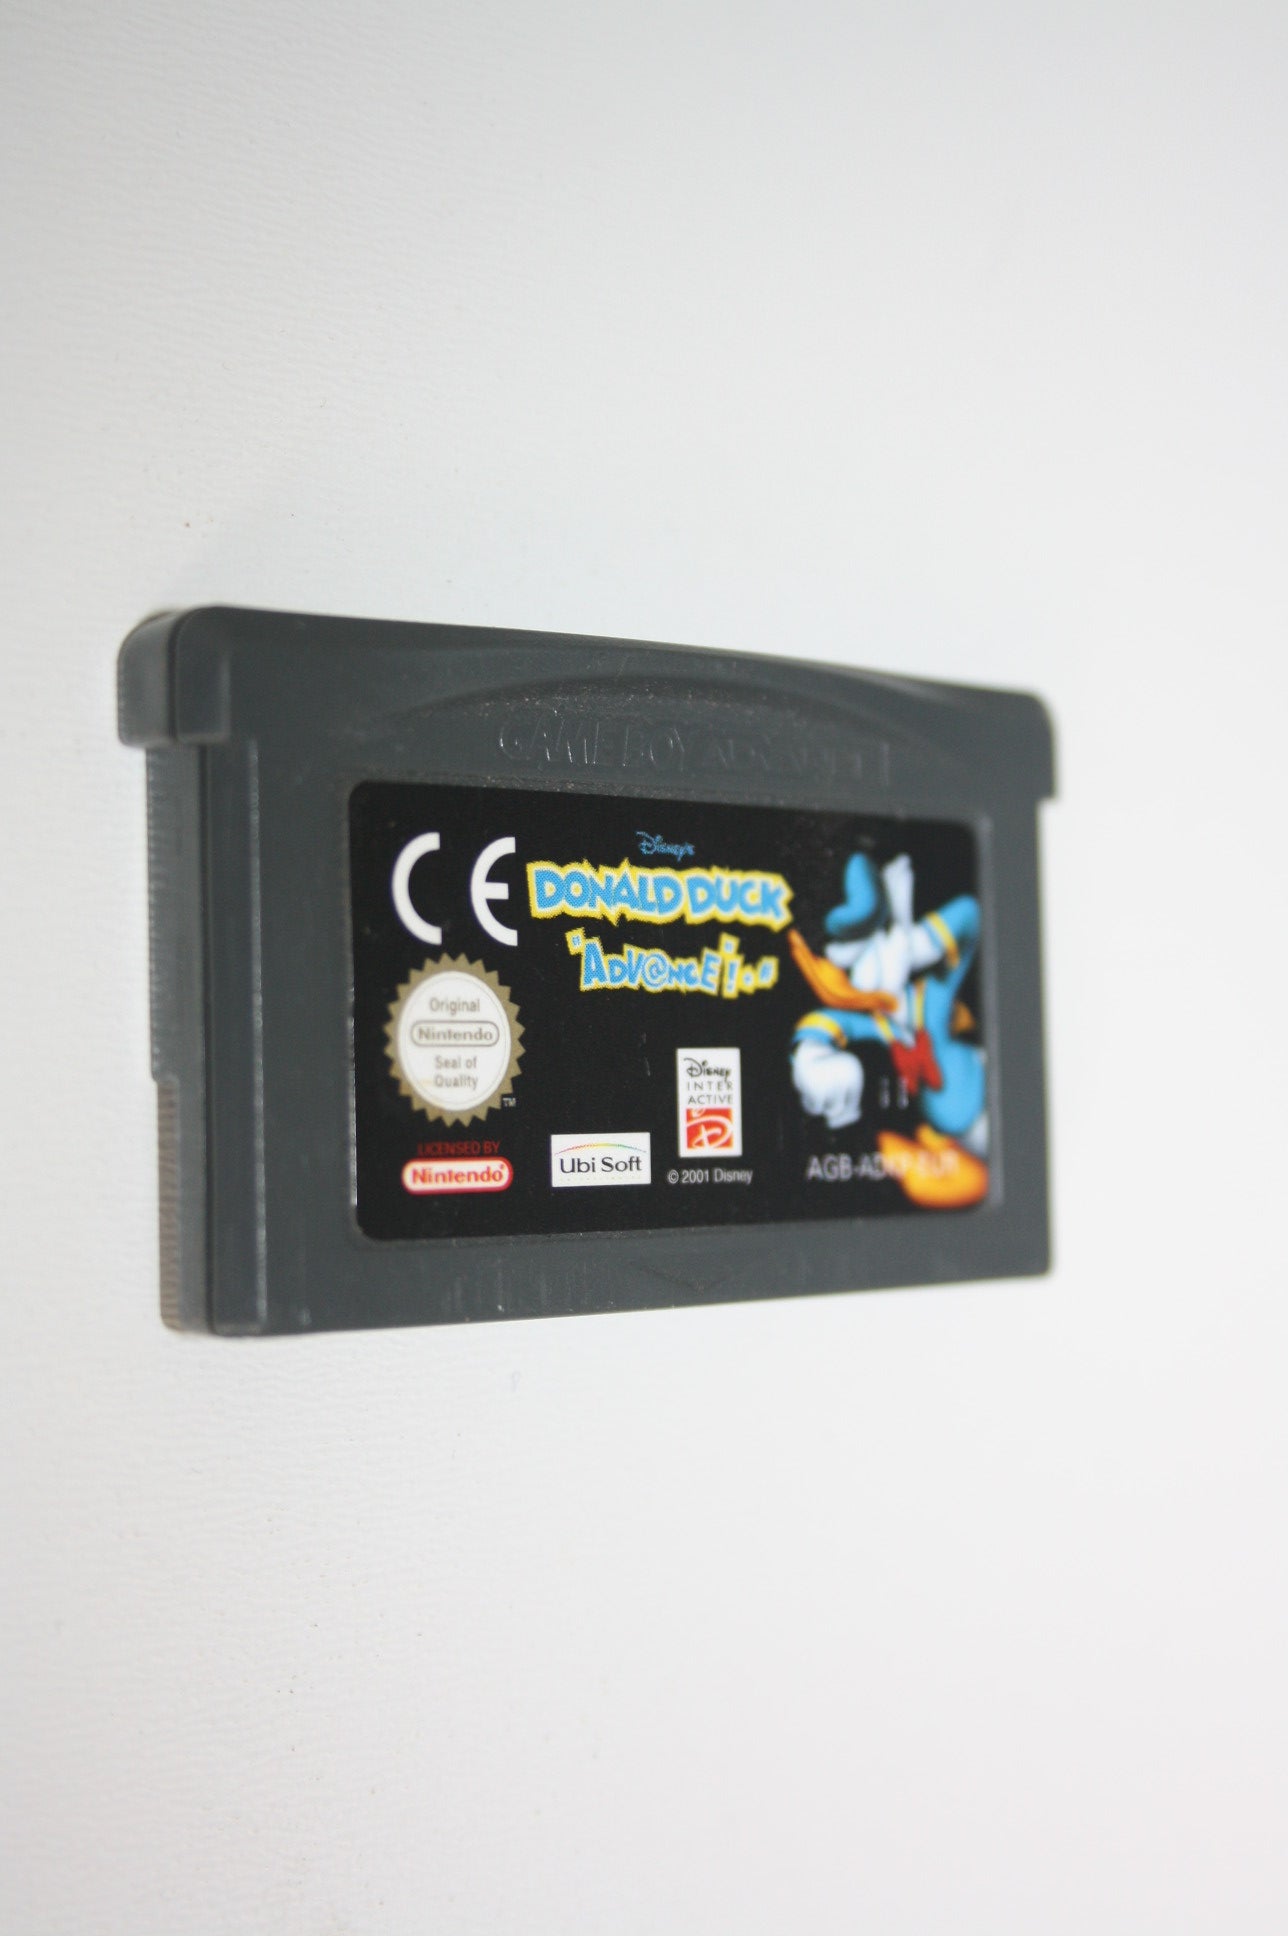 GAME BOY ADVANCE
CE
Disney's
DONALD DUCK
"ADV@NCE!.*"
Original
Nintendo
Seal of
Quality
TM
LICENSED BY
Nintendo
Ubi Soft
Disney
INTER
ACTIVE
© 2001 Disney